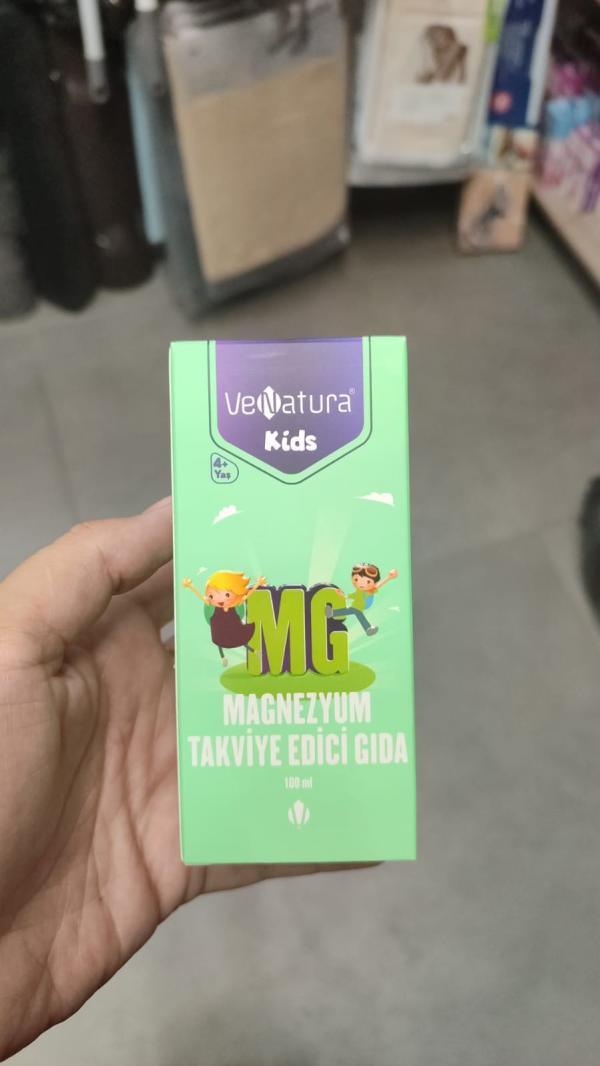 VeNatura®
Kids
4+
Yaş
MG
MAGNEZYUM
TAKVİYE EDİCİ GIDA
100 ml